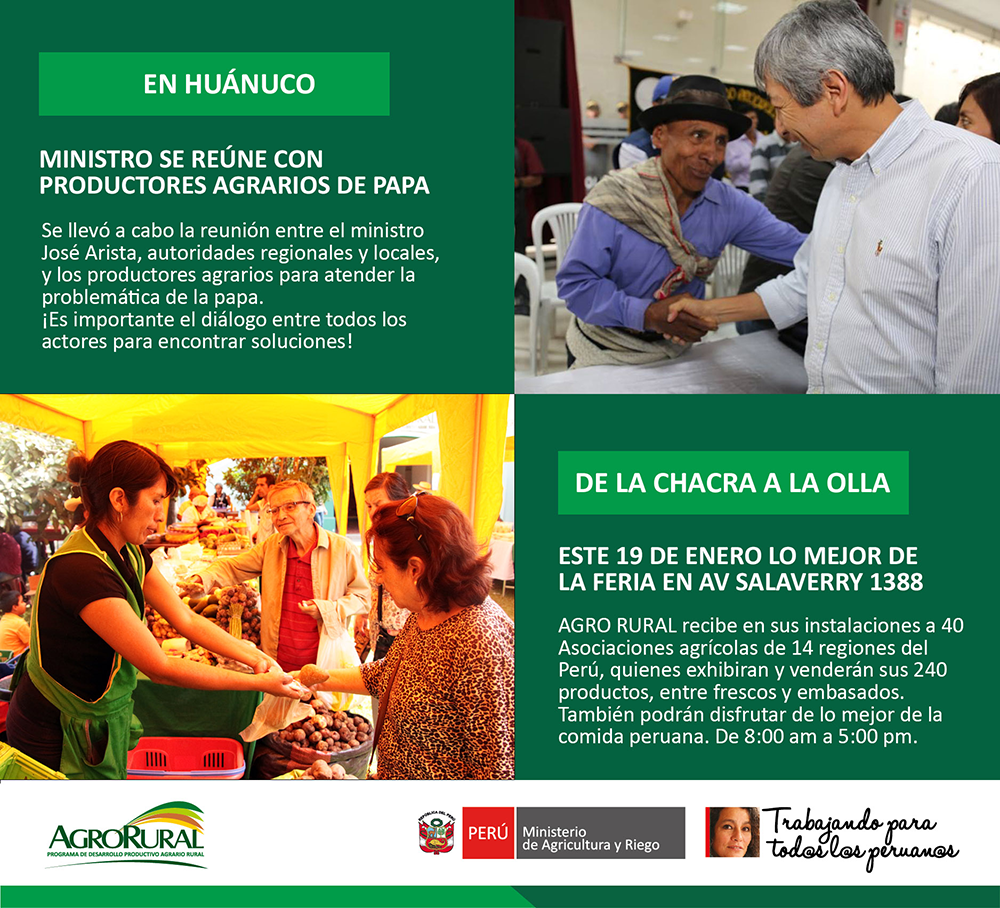 EN HUÁNUCO
MINISTRO SE REÚNE CON
PRODUCTORES AGRARIOS DE PAPA
Se llevó a cabo la reunión entre el ministro
José Arista, autoridades regionales y locales,
y los productores agrarios para atender la
problemática de la papa.
¡Es importante el diálogo entre todos los
actores para encontrar soluciones!
DE LA CHACRA A LA OLLA
ESTE 19 DE ENERO LO MEJOR DE
LA FERIA EN AV SALAVERRY 1388
AGRO RURAL recibe en sus instalaciones a 40
Asociaciones agrícolas de 14 regiones del
Perú, quienes exhibiran y venderán sus 240
productos, entre frescos y embasados.
También podrán disfrutar de lo mejor de la
comida peruana. De 8:00 am a 5:00 pm.
AGRORURAL
PROGRAMA DE DESARROLLO PRODUCTIVO AGRARIO RURAL
REPÚBLICA DEL PERÚ
PERÚ
Ministerio
de Agricultura y Riego
Trabajando para
tod@s l@s peruan@s